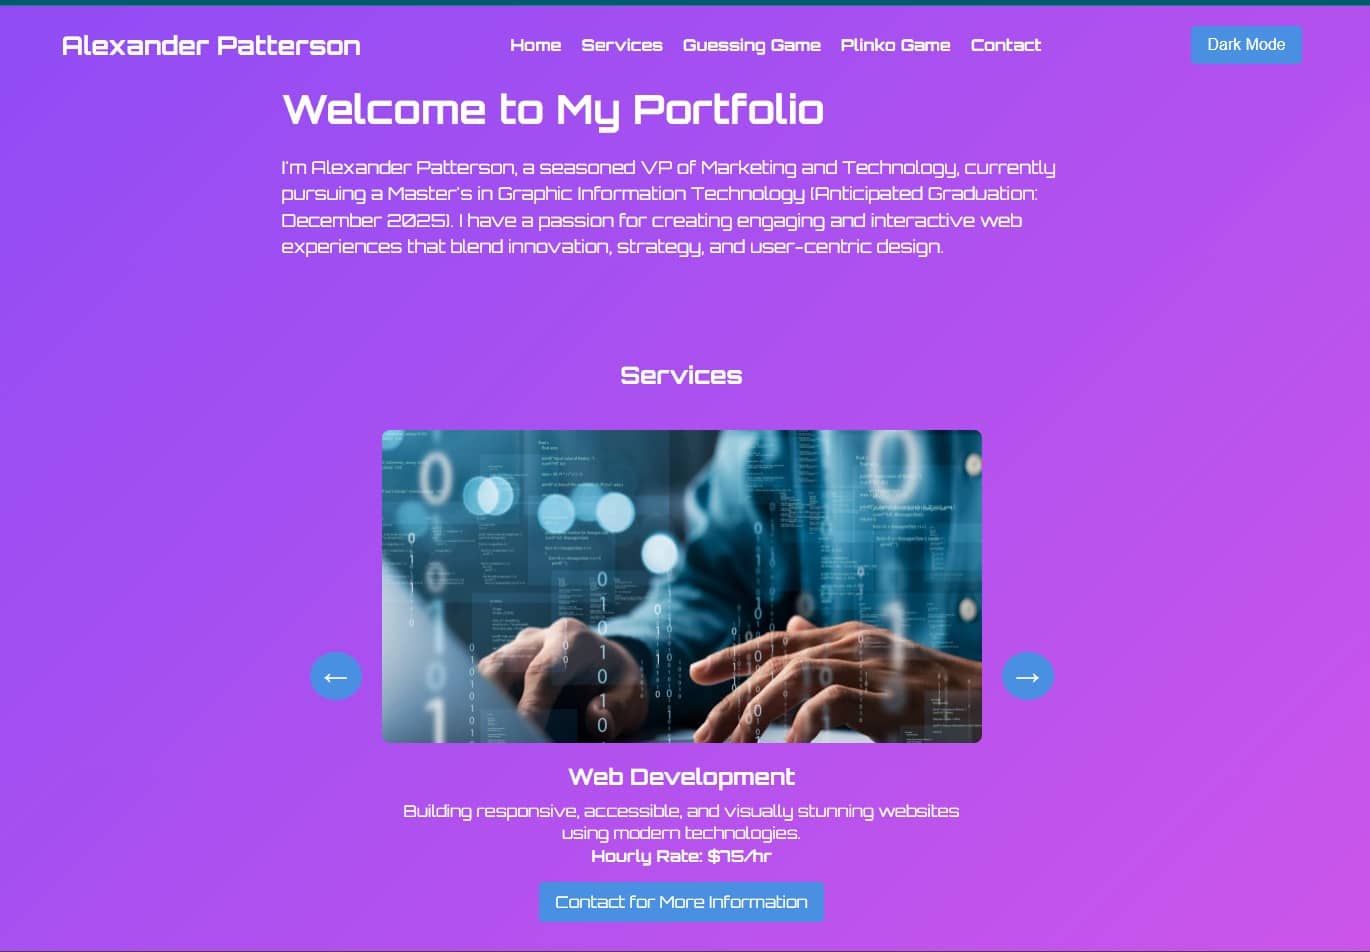 Alexander Patterson
Home Services Guessing Game Plinko Game Contact
Dark Mode
Welcome to My Portfolio
I'm Alexander Patterson, a seasoned VP of Marketing and Technology, currently
pursuing a Master's in Graphic Information Technology (Anticipated Graduation:
December 2025). I have a passion for creating engaging and interactive web
experiences that blend innovation, strategy, and user-centric design.
Services
←
→
Web Development
Building responsive, accessible, and visually stunning websites
using modern technologies.
Hourly Rate: $75/hr
Contact for More Information